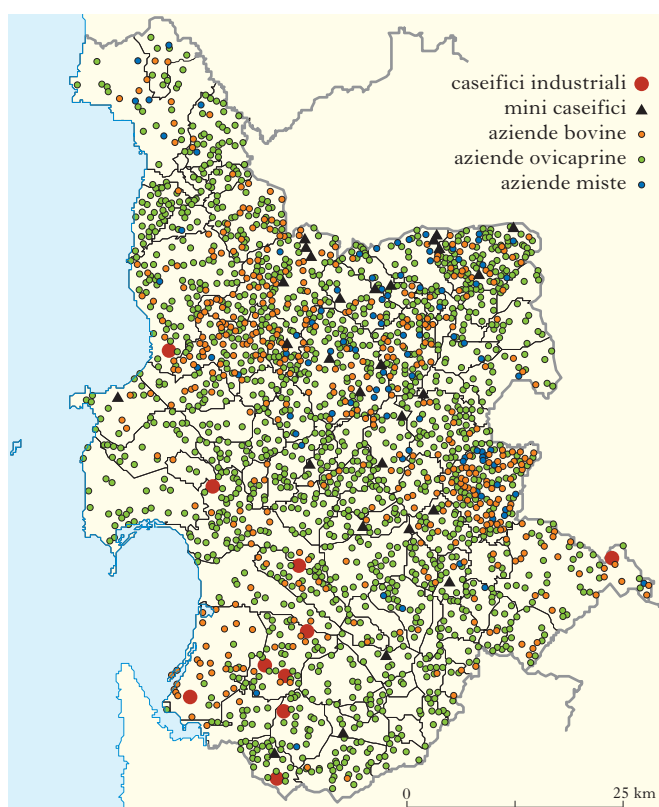 caseifici industriali
mini caseifici
aziende bovine
aziende ovicaprine
aziende miste
0 25 km